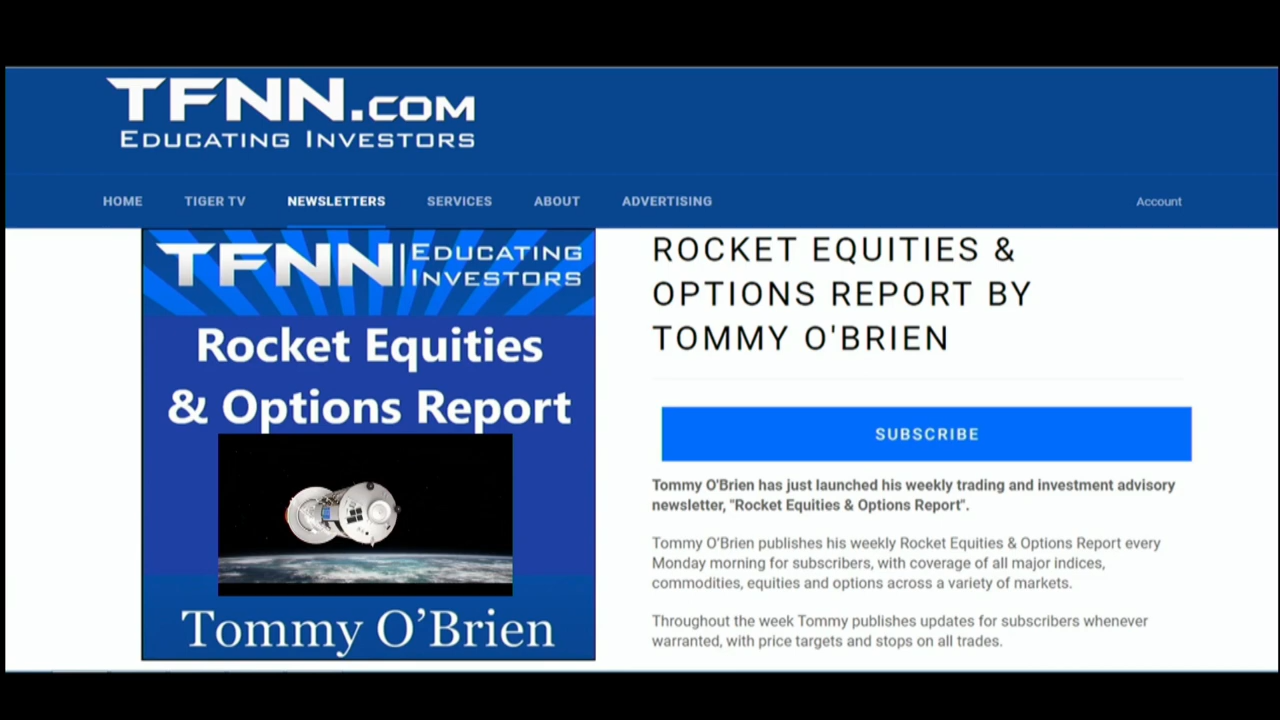 TFNN.COM
EDUCATING INVESTORS
HOME TIGER TV NEWSLETTERS SERVICES ABOUT ADVERTISING Account
TFNN | EDUCATING
INVESTORS
Rocket Equities
& Options Report
Tommy O’Brien
ROCKET EQUITIES &
OPTIONS REPORT BY
TOMMY O'BRIEN
SUBSCRIBE
Tommy O'Brien has just launched his weekly trading and investment advisory
newsletter, "Rocket Equities & Options Report".
Tommy O’Brien publishes his weekly Rocket Equities & Options Report every
Monday morning for subscribers, with coverage of all major indices,
commodities, equities and options across a variety of markets.
Throughout the week Tommy publishes updates for subscribers whenever
warranted, with price targets and stops on all trades.